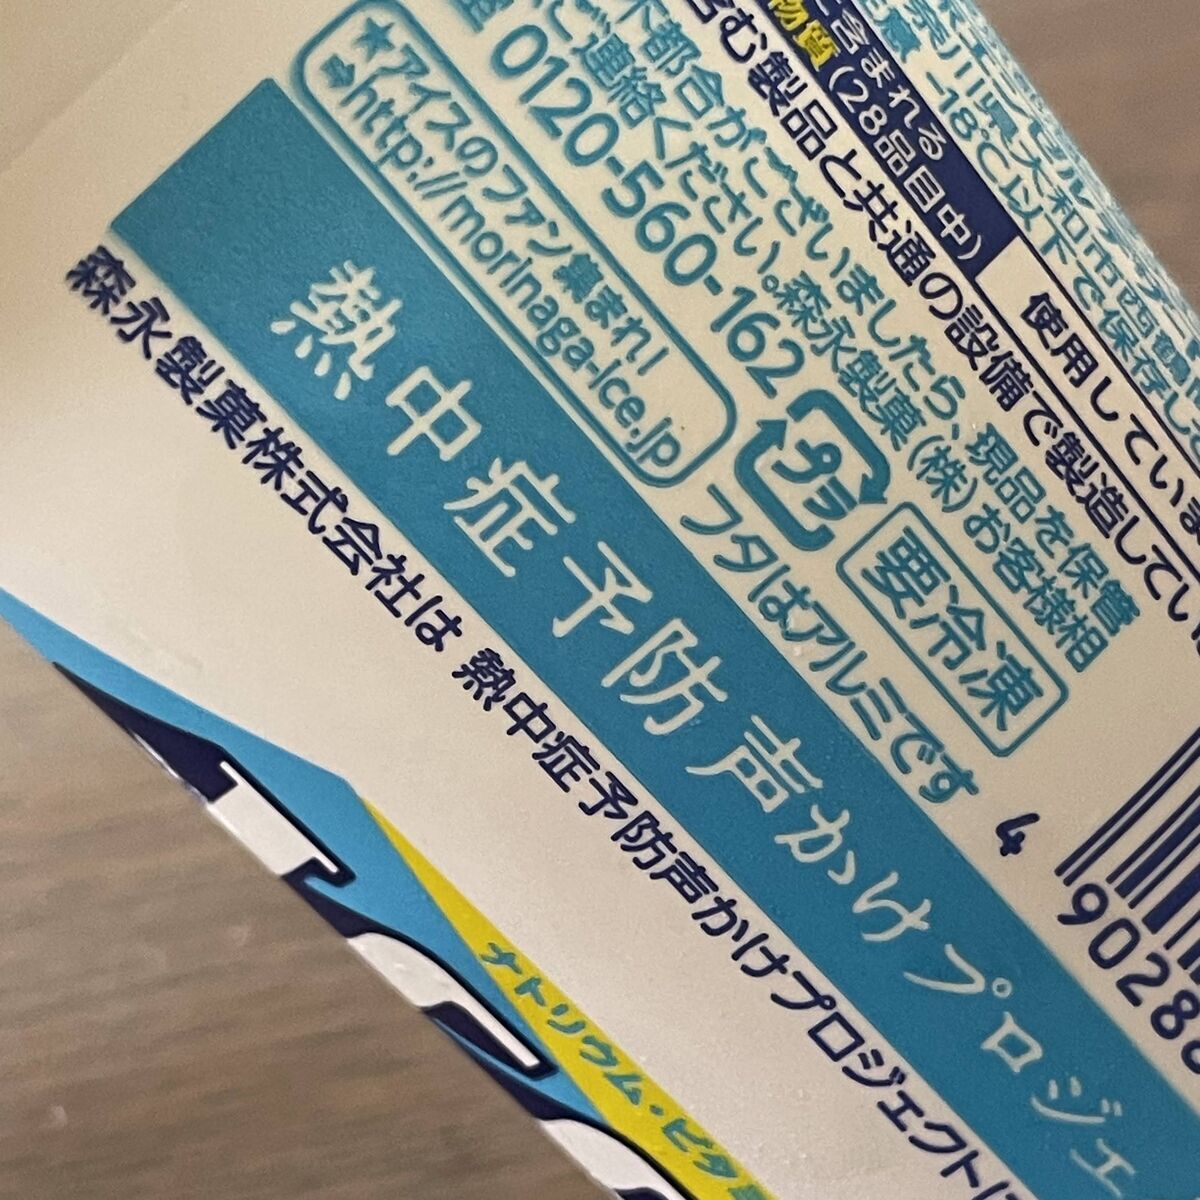 -18℃以下で保存し
に含まれる
物質(28品目中)
使用していま
含む製品と共通の設備で製造してい
不都合がございましたら、現品を保管
ご連絡ください。森永製菓(株)お客様相
0120-560-162
プラ
要冷凍
★アイスのファン集まれ!
http://morinaga-ice.jp
フタはアルミです
熱中症予防声かけプロジェ
森永製菓株式会社は 熱中症予防声かけプロジェクト
4
ナトリウム・ビタ